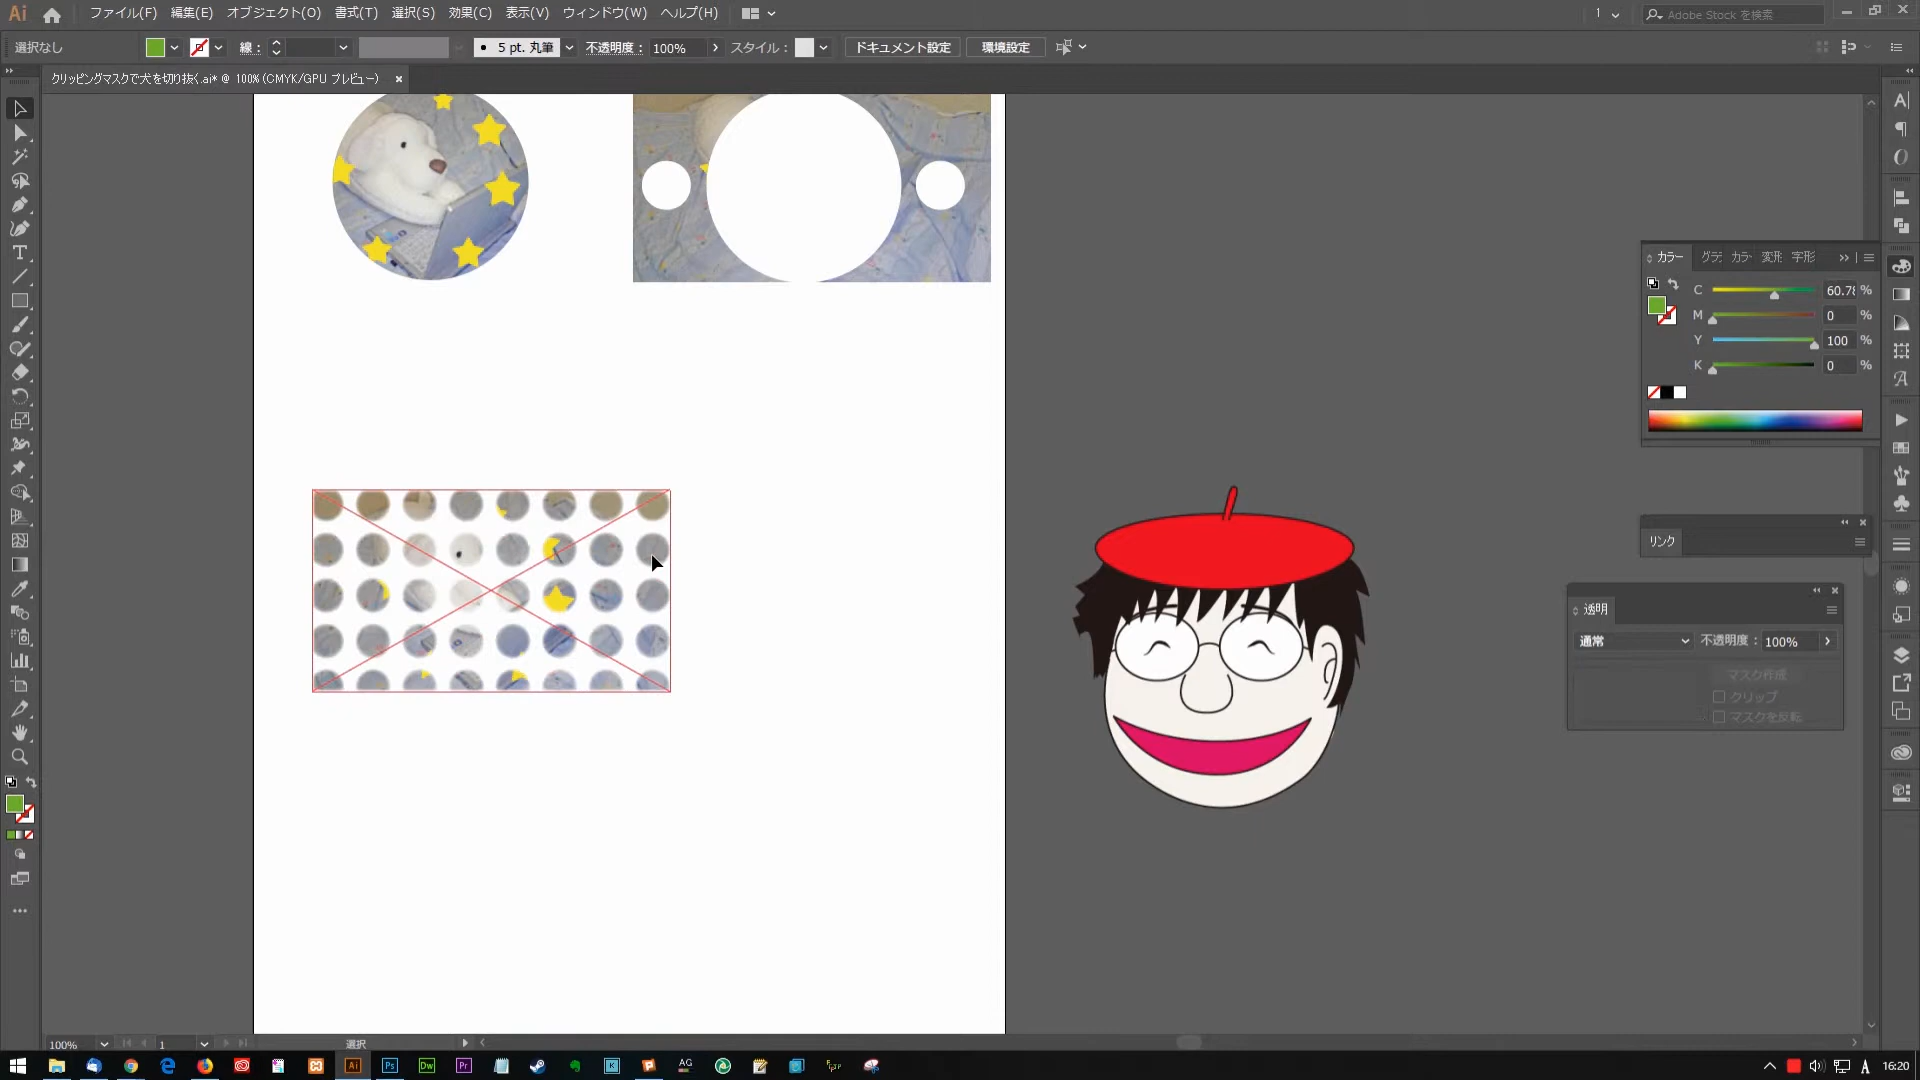 Ai ファイル(F) 編集(E) オブジェクト(O) 書式(T) 選択(S) 効果(C) 表示(V) ウィンドウ(W) ヘルプ(H) 1 Adobe Stock を検索
選択なし 線： 5 pt. 丸筆 不透明度： 100% スタイル： ドキュメント設定 環境設定
クリッピングマスクで犬を切り抜く.ai* @ 100% (CMYK/GPU プレビュー) ×
カラー グラ カラ 変形 字形
C 60.78 %
M 0 %
Y 100 %
K 0 %
リンク
透明
通常 不透明度： 100%
マスク作成
クリップ
マスクを反転
100% 1 選択
Ai Ps Dw Pr K AG A 16:20